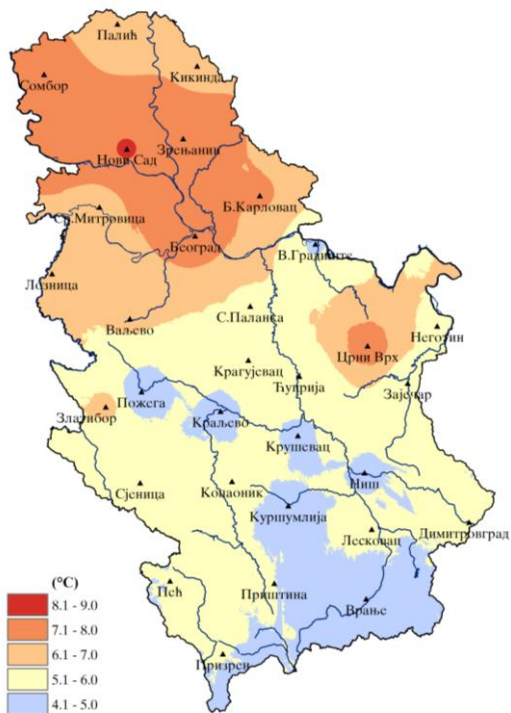 Палић
Сомбор
Кикинда
Нови Сад
Зрењанин
Б.Карловац
Ср.Митровица
Београд
В.Градиште
Лозница
Ваљево
С.Паланка
Црни Врх
Неготин
Крагујевац
Ћуприја
Зајечар
Пожега
Златибор
Краљево
Крушевац
Ниш
Сјеница
Копаоник
Куршумлија
Лесковац
Димитровград
Пећ
Приштина
Врање
Призрен
(°C)
8.1 - 9.0
7.1 - 8.0
6.1 - 7.0
5.1 - 6.0
4.1 - 5.0